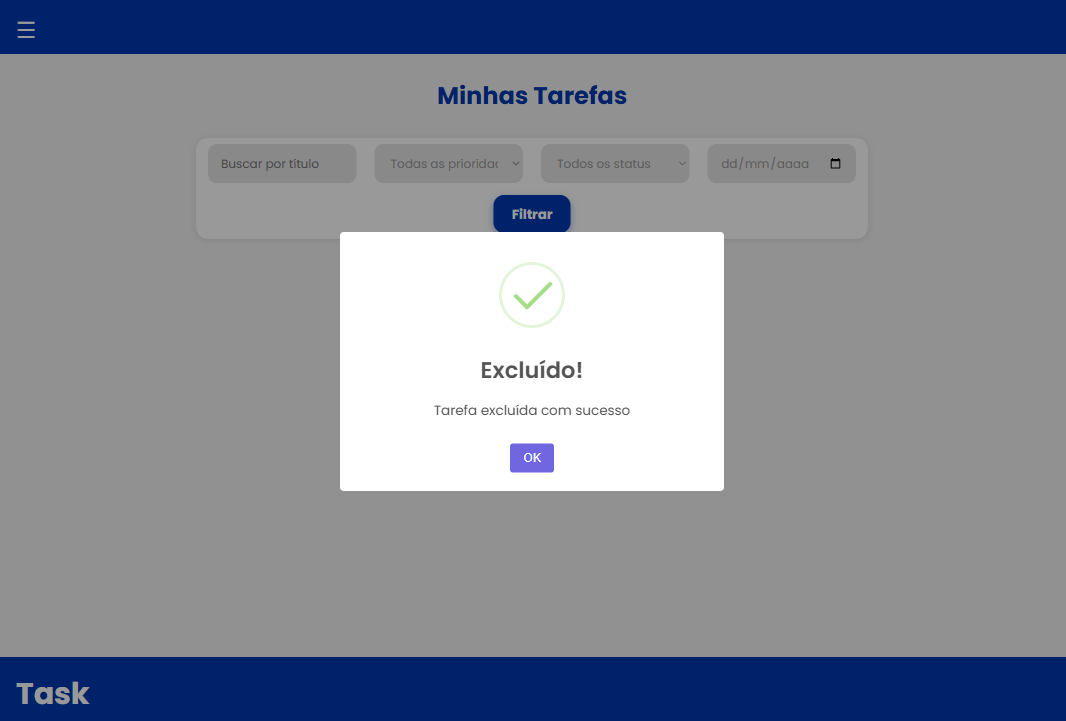 ☰
Minhas Tarefas
Buscar por título
Todas as prioridac
Todos os status
dd/mm/aaaa
Filtrar
Excluído!
Tarefa excluída com sucesso
OK
Task